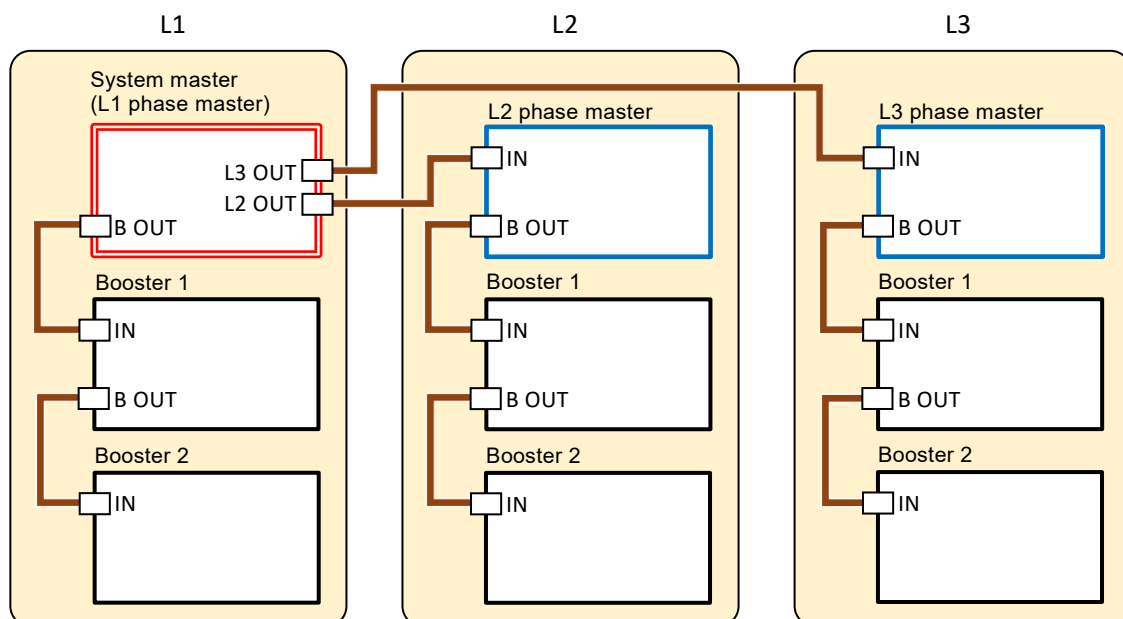 L1
L2
L3
System master
(L1 phase master)
L3 OUT
L2 OUT
B OUT
Booster 1
IN
B OUT
Booster 2
IN
L2 phase master
IN
B OUT
Booster 1
IN
B OUT
Booster 2
IN
L3 phase master
IN
B OUT
Booster 1
IN
B OUT
Booster 2
IN